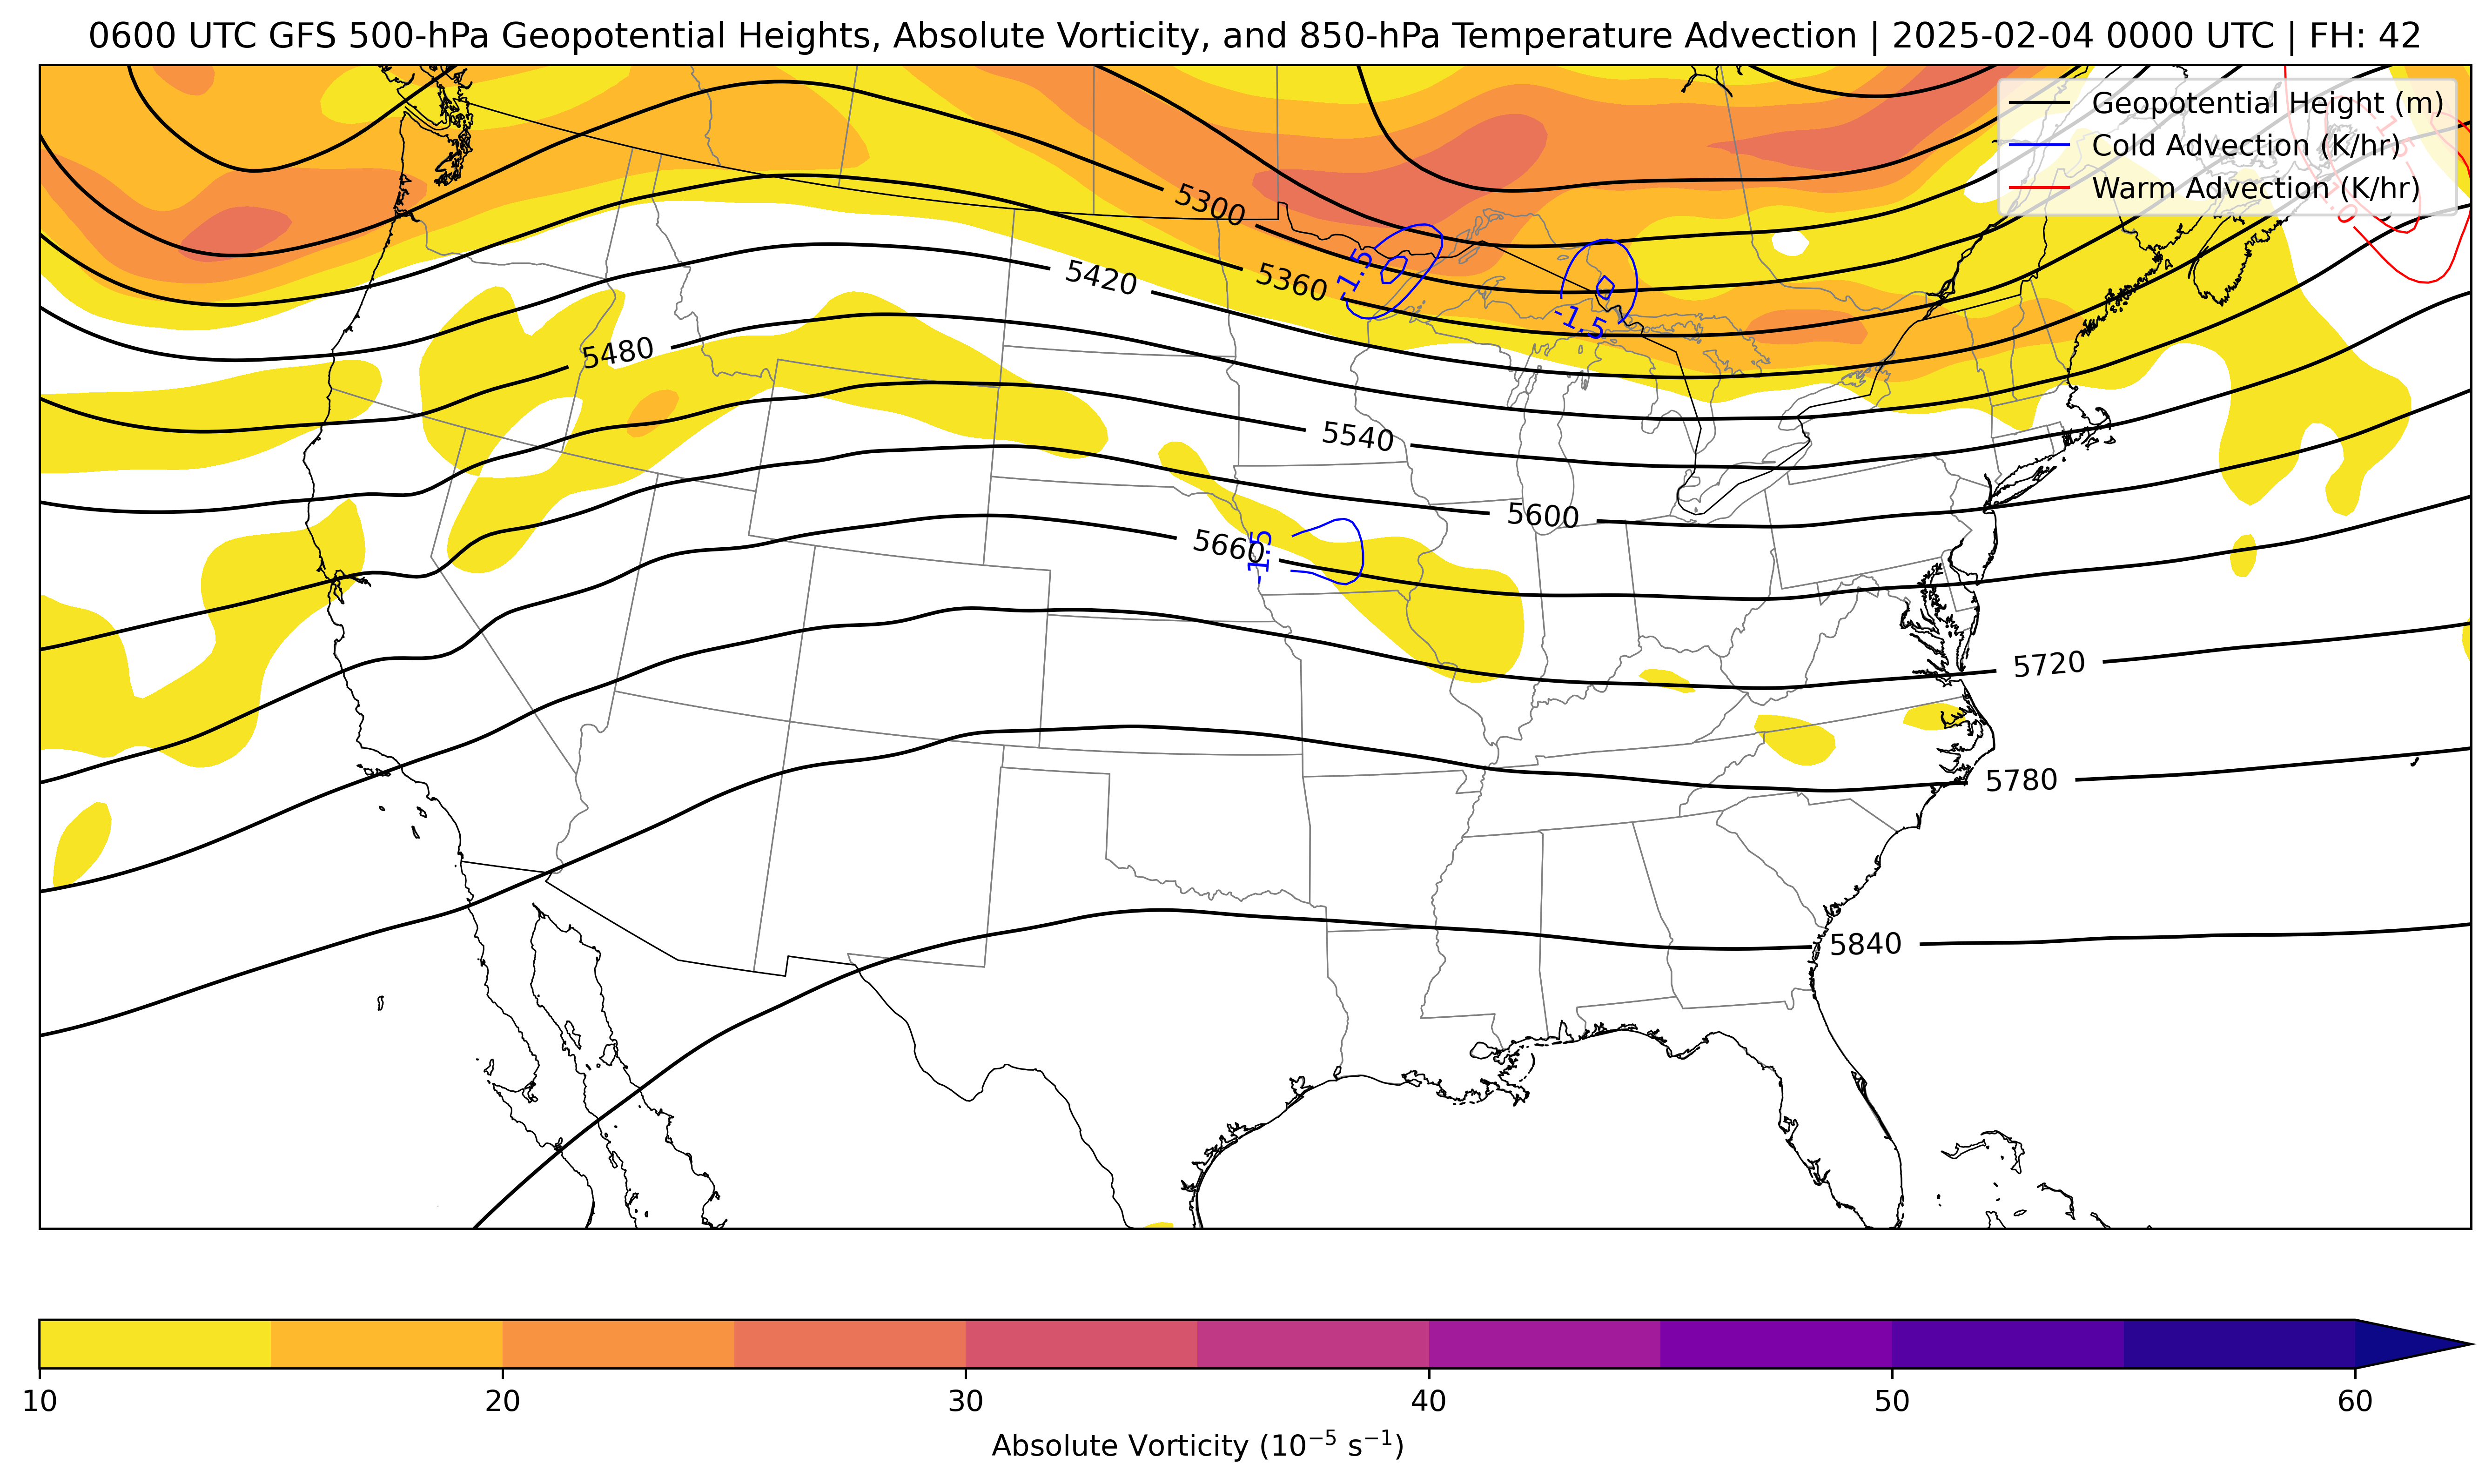 0600 UTC GFS 500-hPa Geopotential Heights, Absolute Vorticity, and 850-hPa Temperature Advection | 2025-02-04 0000 UTC | FH: 42
Geopotential Height (m)
Cold Advection (K/hr)
Warm Advection (K/hr)
5300
5360
5420
-1.5
-1.5
5480
5540
5600
5660
-1.5
5720
5780
5840
10 20 30 40 50 60
Absolute Vorticity (10⁻⁵ s⁻¹)